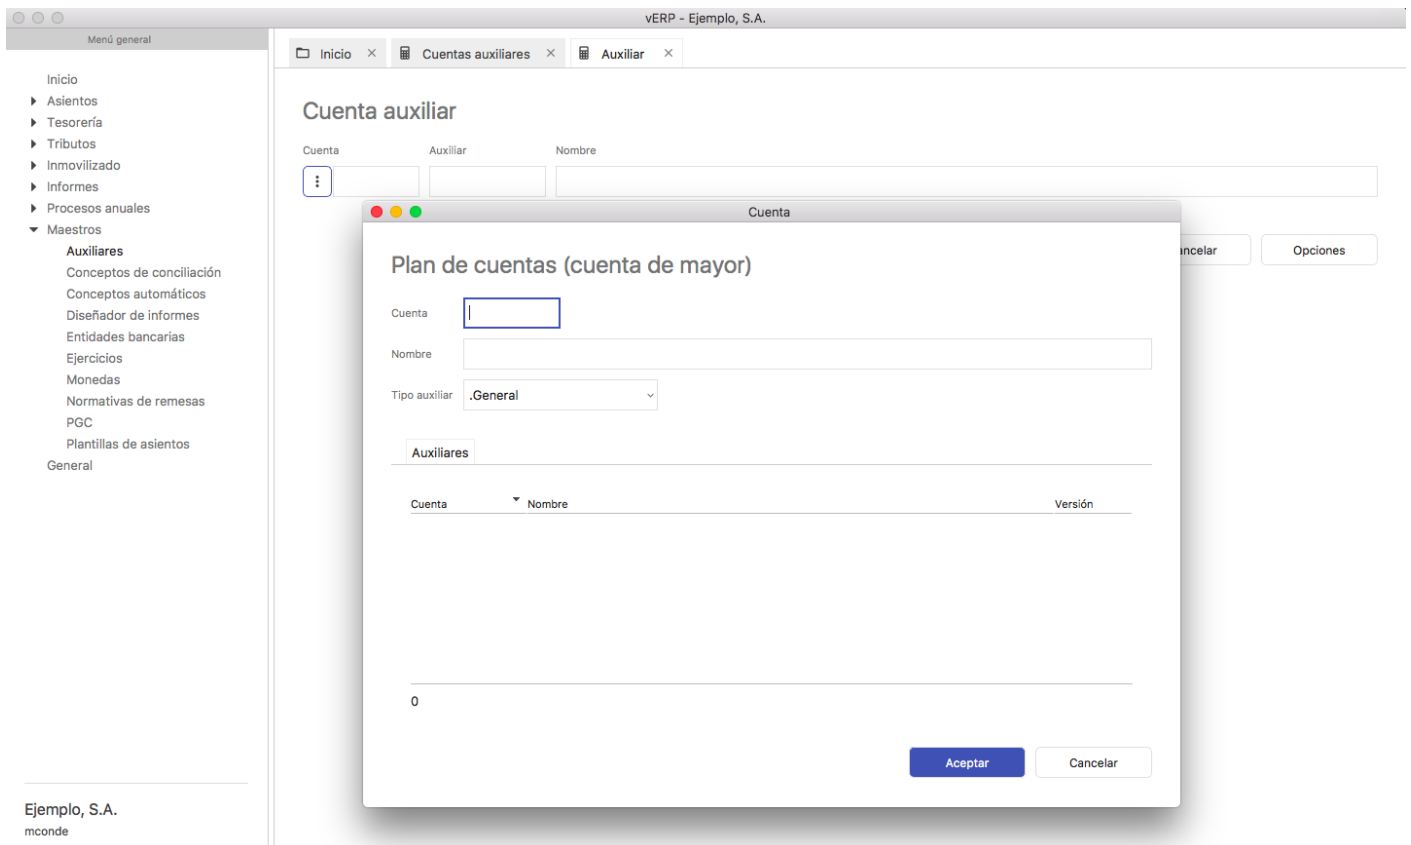 vERP - Ejemplo, S.A.
Menú general
Inicio
Asientos
Tesorería
Tributos
Inmovilizado
Informes
Procesos anuales
Maestros
Auxiliares
Conceptos de conciliación
Conceptos automáticos
Diseñador de informes
Entidades bancarias
Ejercicios
Monedas
Normativas de remesas
PGC
Plantillas de asientos
General
Ejemplo, S.A.
mconde
Inicio Cuentas auxiliares Auxiliar
Cuenta auxiliar
Cuenta Auxiliar Nombre
ancelar Opciones
Cuenta
Plan de cuentas (cuenta de mayor)
Cuenta
Nombre
Tipo auxiliar .General
Auxiliares
Cuenta Nombre Versión
0
Aceptar Cancelar